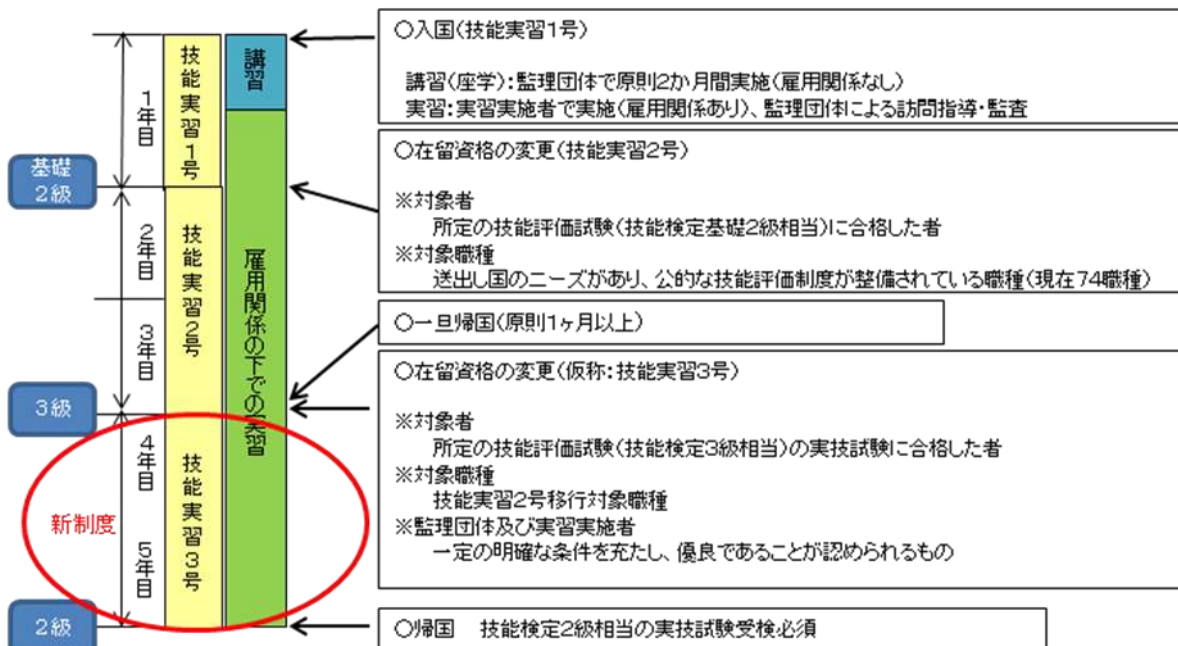 1年目
2年目
3年目
4年目
5年目
基礎
2級
3級
2級
新制度
技能実習1号
技能実習2号
技能実習3号
講習
雇用関係の下での実習
○入国(技能実習1号)
講習(座学):監理団体で原則2か月間実施(雇用関係なし)
実習:実習実施者で実施(雇用関係あり)、監理団体による訪問指導・監査
○在留資格の変更(技能実習2号)
※対象者
所定の技能評価試験(技能検定基礎2級相当)に合格した者
※対象職種
送出し国のニーズがあり、公的な技能評価制度が整備されている職種(現在74職種)
○一旦帰国(原則1ヶ月以上)
○在留資格の変更(仮称:技能実習3号)
※対象者
所定の技能評価試験(技能検定3級相当)の実技試験に合格した者
※対象職種
技能実習2号移行対象職種
※監理団体及び実習実施者
一定の明確な条件を充たし、優良であることが認められるもの
○帰国 技能検定2級相当の実技試験受検必須